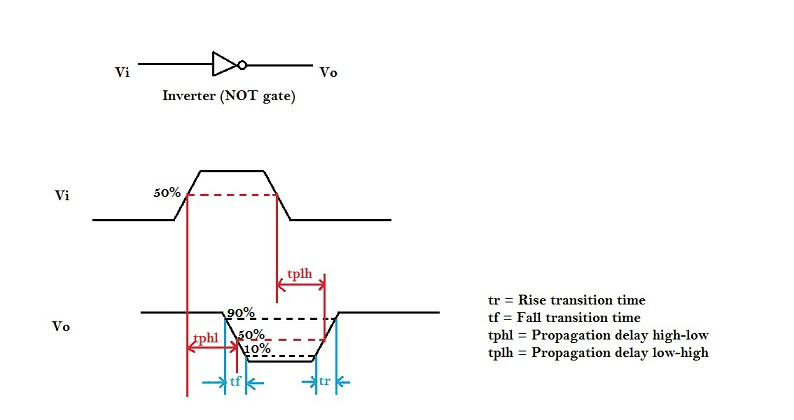 Vi
Vo
Inverter (NOT gate)
Vi
50%
tplh
Vo
90%
tphl
50%
10%
tf
tr
tr = Rise transition time
tf = Fall transition time
tphl = Propagation delay high-low
tplh = Propagation delay low-high